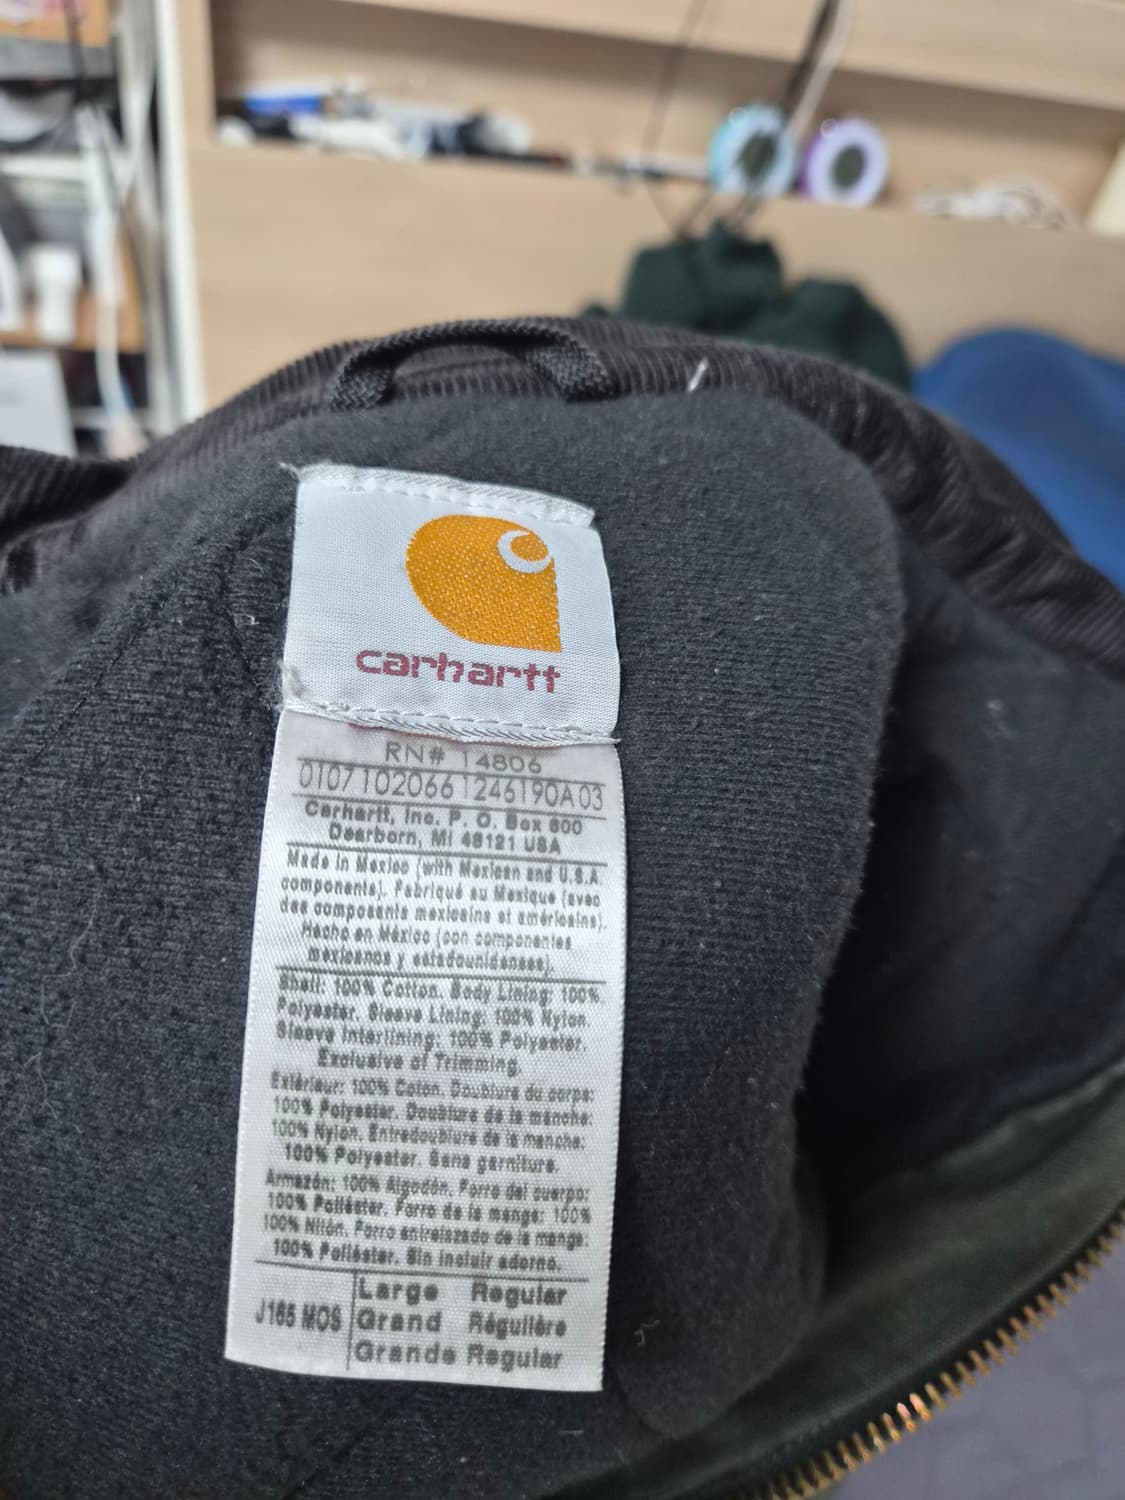 carhartt
RN# 14806
0107102066 1246190A 03
Carhartt, Inc. P. O. Box 600
Dearborn, MI 48121 USA
Made in Mexico (with Mexican and U.S.A.
components). Fabriqué au Mexique (avec
des composants mexicains et américains).
Hecho en México (con componentes
mexicanos y estadounidenses).
Shell: 100% Cotton. Body Lining: 100%
Polyester. Sleeve Lining: 100% Nylon.
Sleeve Interlining: 100% Polyester.
Exclusive of Trimming.
Extérieur: 100% Coton. Doublure du corps:
100% Polyester. Doublure de la manche:
100% Nylon. Entredoublure de la manche:
100% Polyester. Sans garniture.
Armazón: 100% Algodón. Forro del cuerpo:
100% Poliéster. Forro de la manga: 100%
100% Nilón. Forro entrelazado de la manga:
100% Poliéster. Sin incluir adorno.
J165 MOS
Large Regular
Grand Régulière
Grande Regular